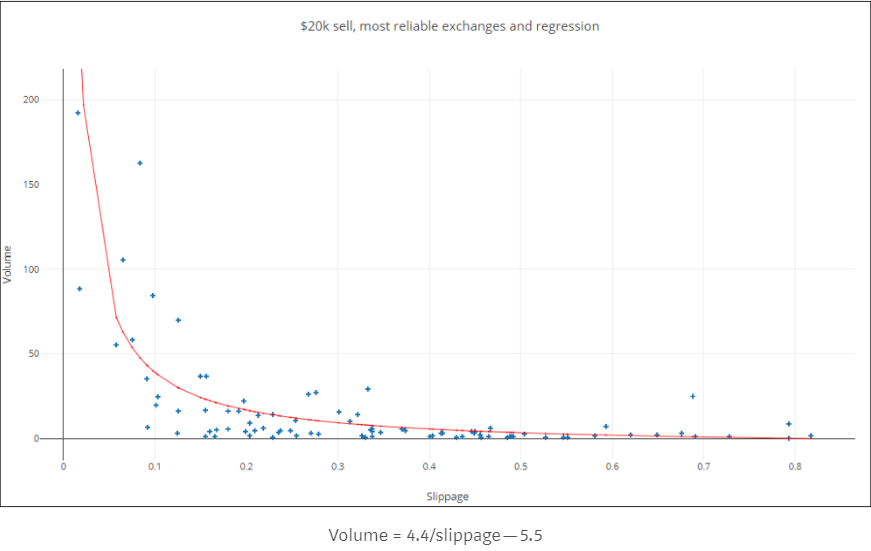 $20k sell, most reliable exchanges and regression
200
150
100
50
0
Volume
0 0.1 0.2 0.3 0.4 0.5 0.6 0.7 0.8
Slippage
Volume = 4.4/slippage—5.5